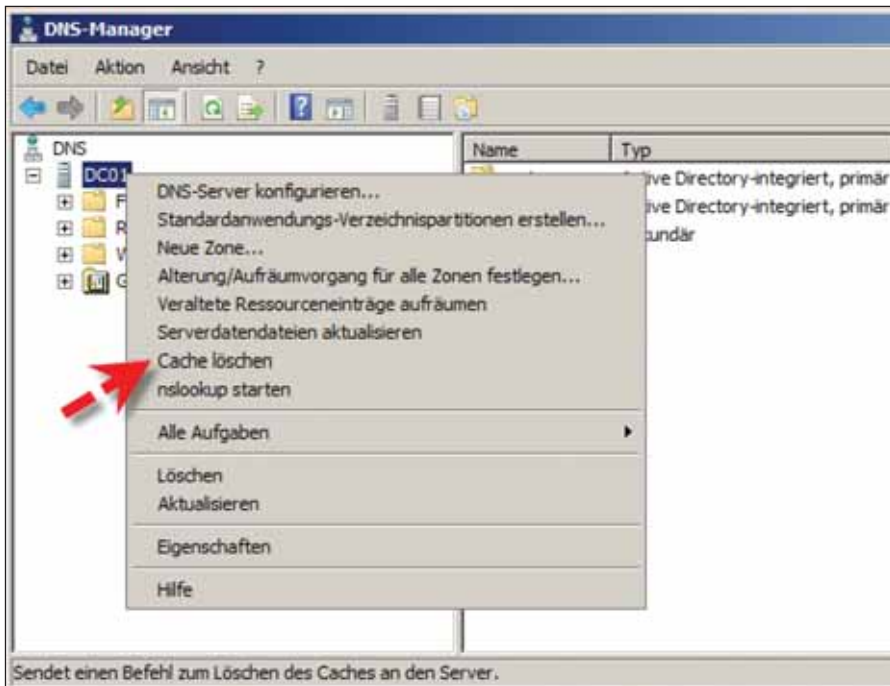 DNS-Manager
Datei Aktion Ansicht ?
DNS
DC01
F
R
V
G
Name Typ
ive Directory-integriert, primär
ive Directory-integriert, primär
kundär
DNS-Server konfigurieren...
Standardanwendungs-Verzeichnispartitionen erstellen...
Neue Zone...
Alterung/Aufräumvorgang für alle Zonen festlegen...
Veraltete Ressourceneinträge aufräumen
Serverdatendateien aktualisieren
Cache löschen
nslookup starten
Alle Aufgaben
Löschen
Aktualisieren
Eigenschaften
Hilfe
Sendet einen Befehl zum Löschen des Caches an den Server.